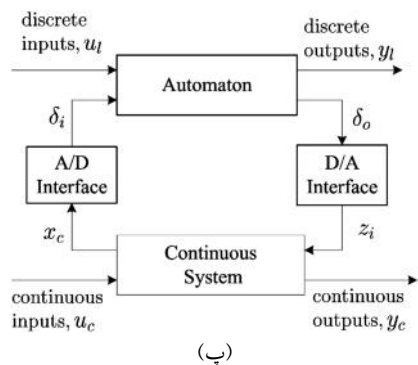 discrete
inputs, u_l
discrete
outputs, y_l
Automaton
δ_i
δ_o
A/D
Interface
D/A
Interface
x_c
z_i
Continuous
System
continuous
inputs, u_c
continuous
outputs, y_c
(پ)